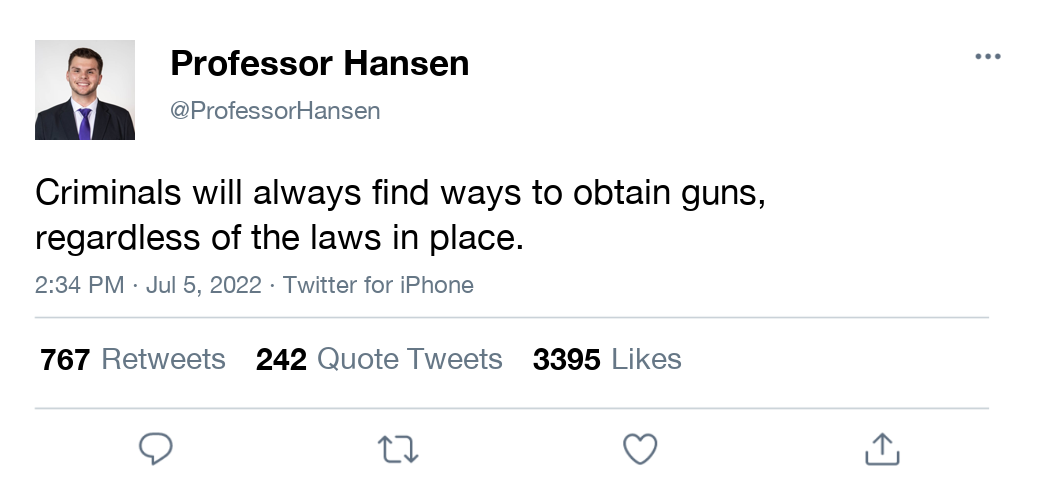 Professor Hansen
@ProfessorHansen
Criminals will always find ways to obtain guns,
regardless of the laws in place.
2:34 PM · Jul 5, 2022 · Twitter for iPhone
767 Retweets 242 Quote Tweets 3395 Likes